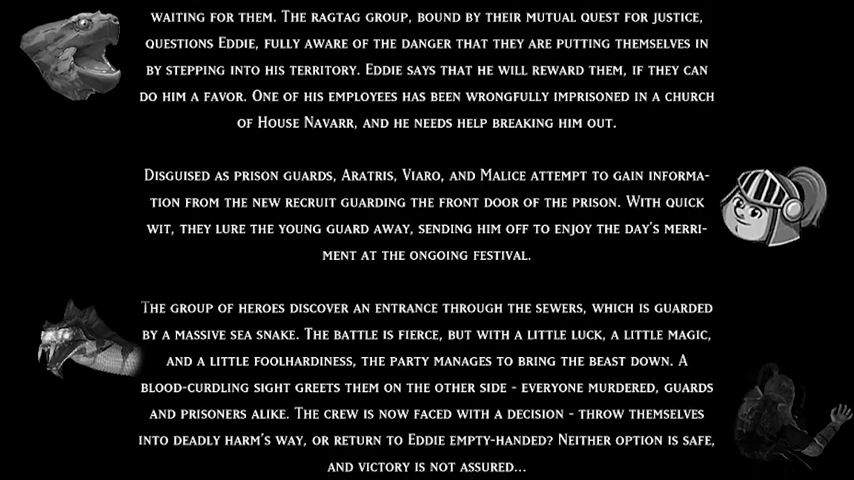 WAITING FOR THEM. THE RAGTAG GROUP, BOUND BY THEIR MUTUAL QUEST FOR JUSTICE,
QUESTIONS EDDIE, FULLY AWARE OF THE DANGER THAT THEY ARE PUTTING THEMSELVES IN
BY STEPPING INTO HIS TERRITORY. EDDIE SAYS THAT HE WILL REWARD THEM, IF THEY CAN
DO HIM A FAVOR. ONE OF HIS EMPLOYEES HAS BEEN WRONGFULLY IMPRISONED IN A CHURCH
OF HOUSE NAVARR, AND HE NEEDS HELP BREAKING HIM OUT.
DISGUISED AS PRISON GUARDS, ARATRIS, VIARO, AND MALICE ATTEMPT TO GAIN INFORMA-
TION FROM THE NEW RECRUIT GUARDING THE FRONT DOOR OF THE PRISON. WITH QUICK
WIT, THEY LURE THE YOUNG GUARD AWAY, SENDING HIM OFF TO ENJOY THE DAY'S MERRI-
MENT AT THE ONGOING FESTIVAL.
THE GROUP OF HEROES DISCOVER AN ENTRANCE THROUGH THE SEWERS, WHICH IS GUARDED
BY A MASSIVE SEA SNAKE. THE BATTLE IS FIERCE, BUT WITH A LITTLE LUCK, A LITTLE MAGIC,
AND A LITTLE FOOLHARDINESS, THE PARTY MANAGES TO BRING THE BEAST DOWN. A
BLOOD-CURDLING SIGHT GREETS THEM ON THE OTHER SIDE - EVERYONE MURDERED, GUARDS
AND PRISONERS ALIKE. THE CREW IS NOW FACED WITH A DECISION - THROW THEMSELVES
INTO DEADLY HARM'S WAY, OR RETURN TO EDDIE EMPTY-HANDED? NEITHER OPTION IS SAFE,
AND VICTORY IS NOT ASSURED...